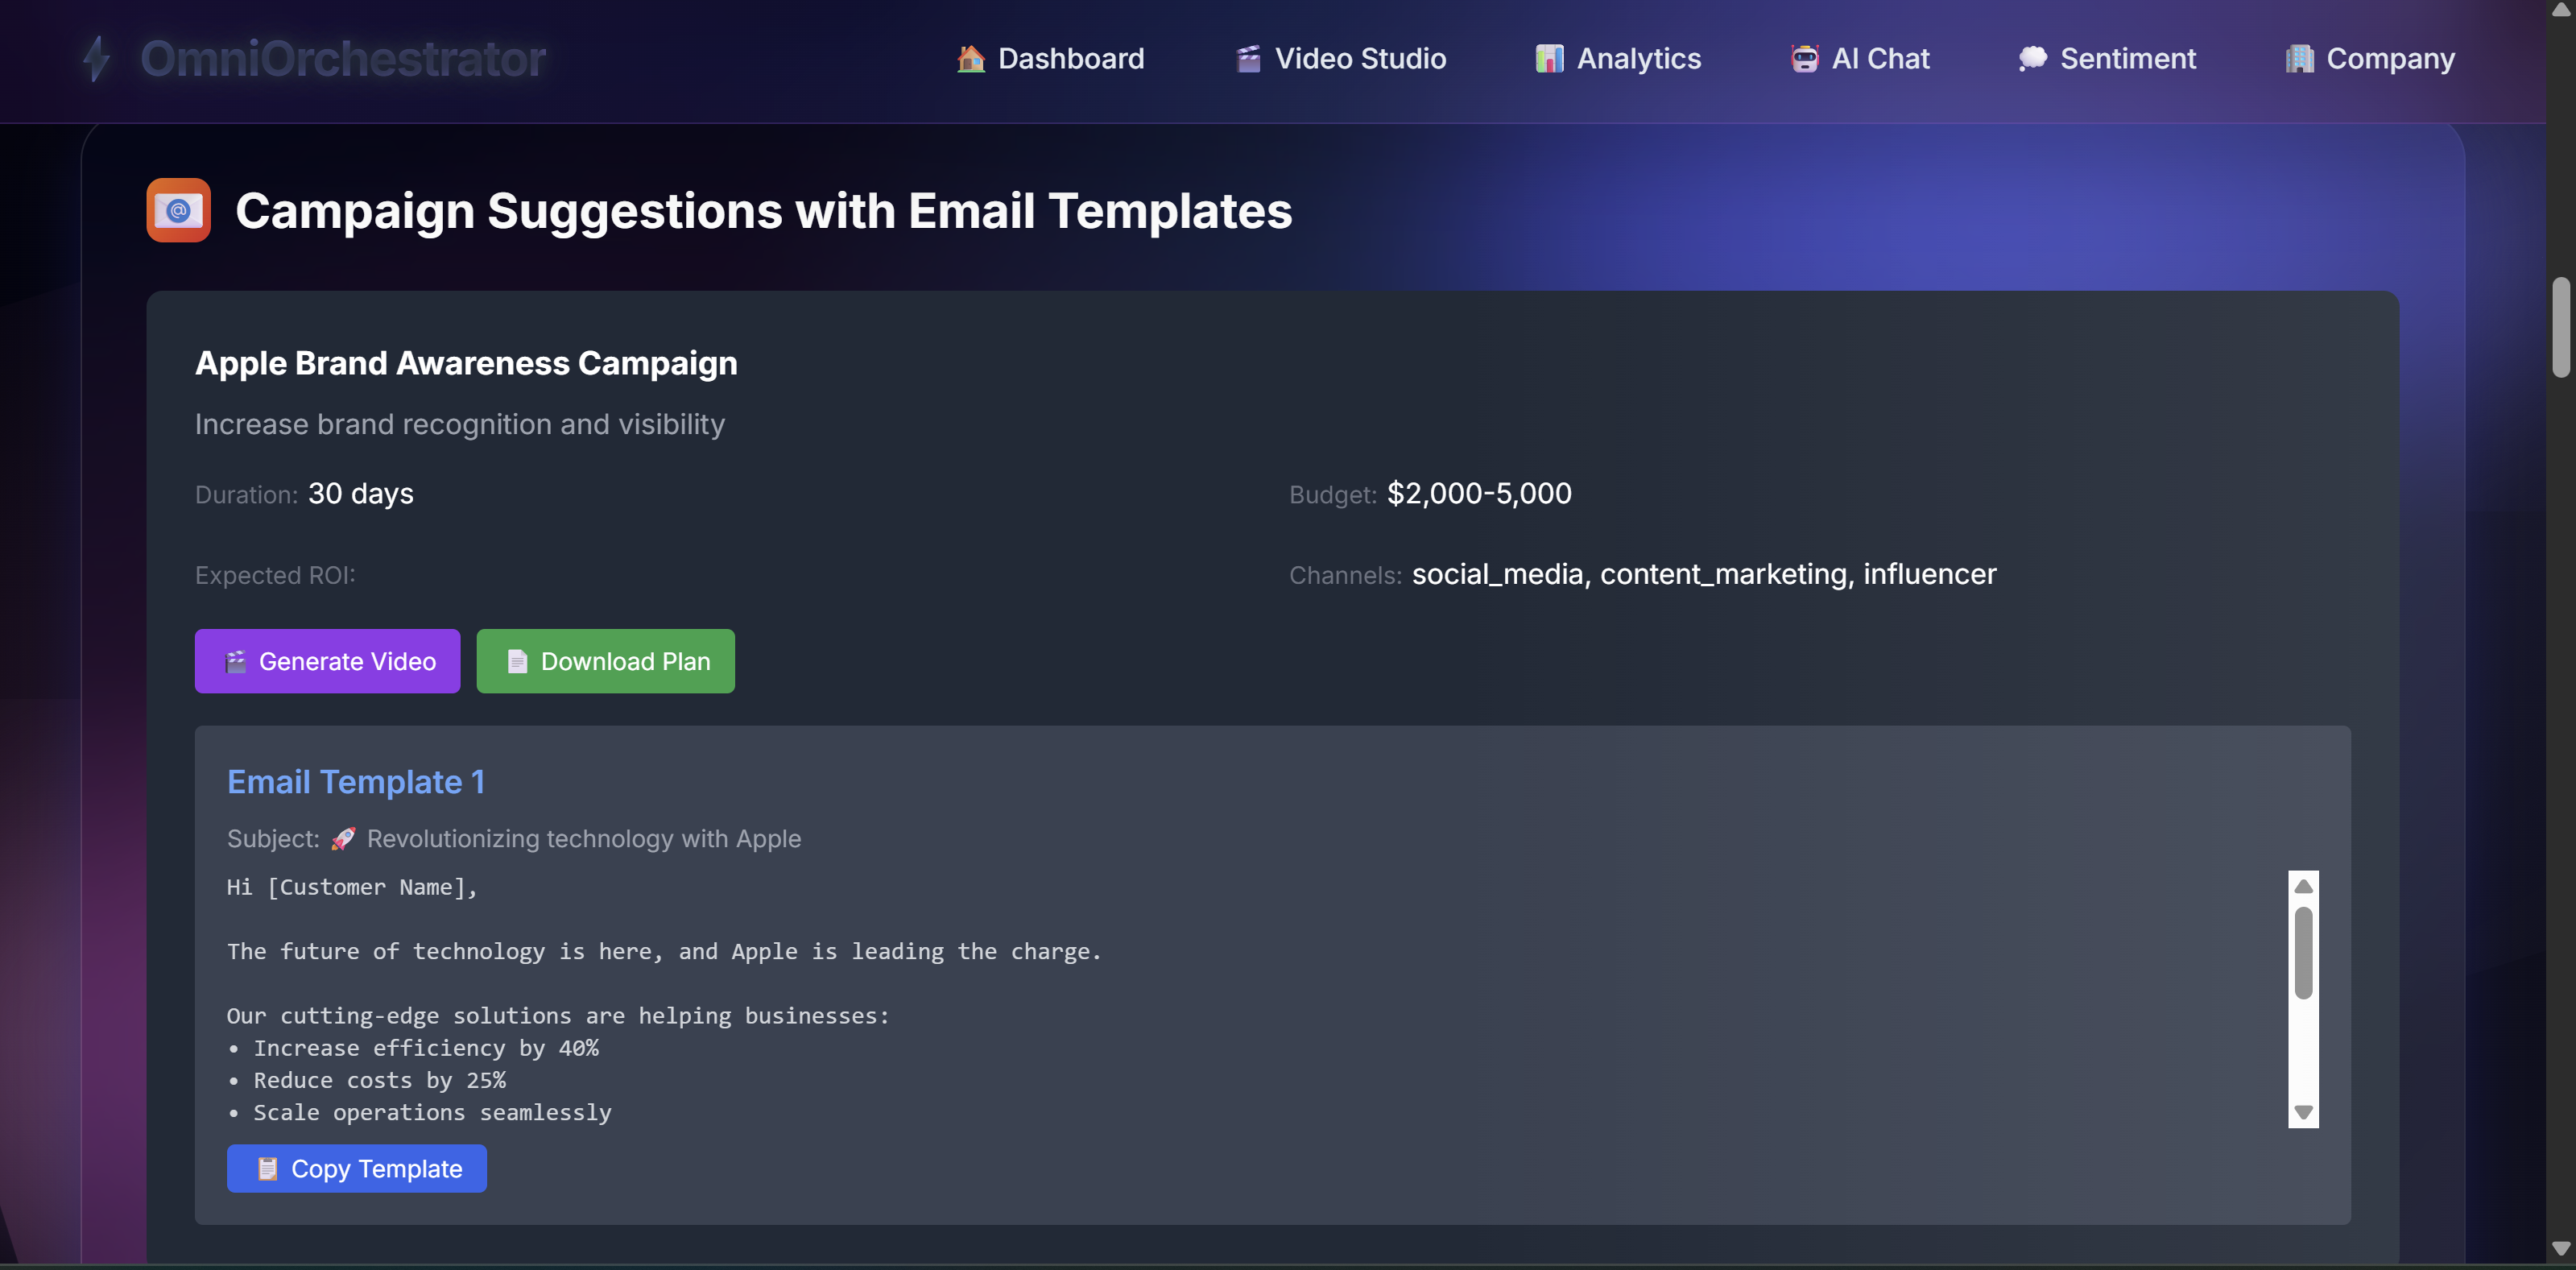 OmniOrchestrator
Dashboard
Video Studio
Analytics
AI Chat
Sentiment
Company
Campaign Suggestions with Email Templates
Apple Brand Awareness Campaign
Increase brand recognition and visibility
Duration: 30 days
Budget: $2,000-5,000
Expected ROI:
Channels: social_media, content_marketing, influencer
Generate Video
Download Plan
Email Template 1
Subject: 🚀 Revolutionizing technology with Apple
Hi [Customer Name],
The future of technology is here, and Apple is leading the charge.
Our cutting-edge solutions are helping businesses:
• Increase efficiency by 40%
• Reduce costs by 25%
• Scale operations seamlessly
Copy Template